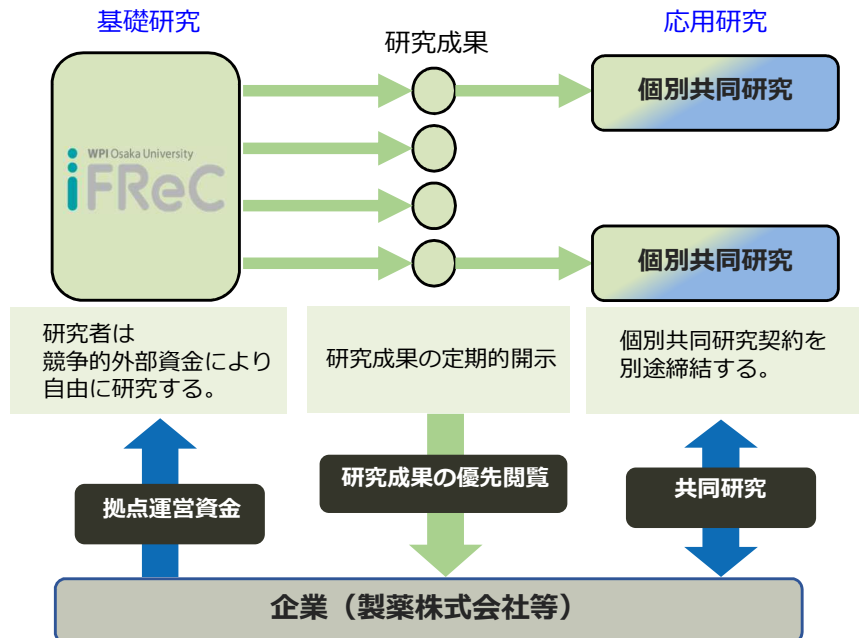 基礎研究
研究成果
応用研究
WPI Osaka University
iFReC
個別共同研究
個別共同研究
研究者は
競争的外部資金により
自由に研究する。
研究成果の定期的開示
個別共同研究契約を
別途締結する。
拠点運営資金
研究成果の優先閲覧
共同研究
企業（製薬株式会社等）